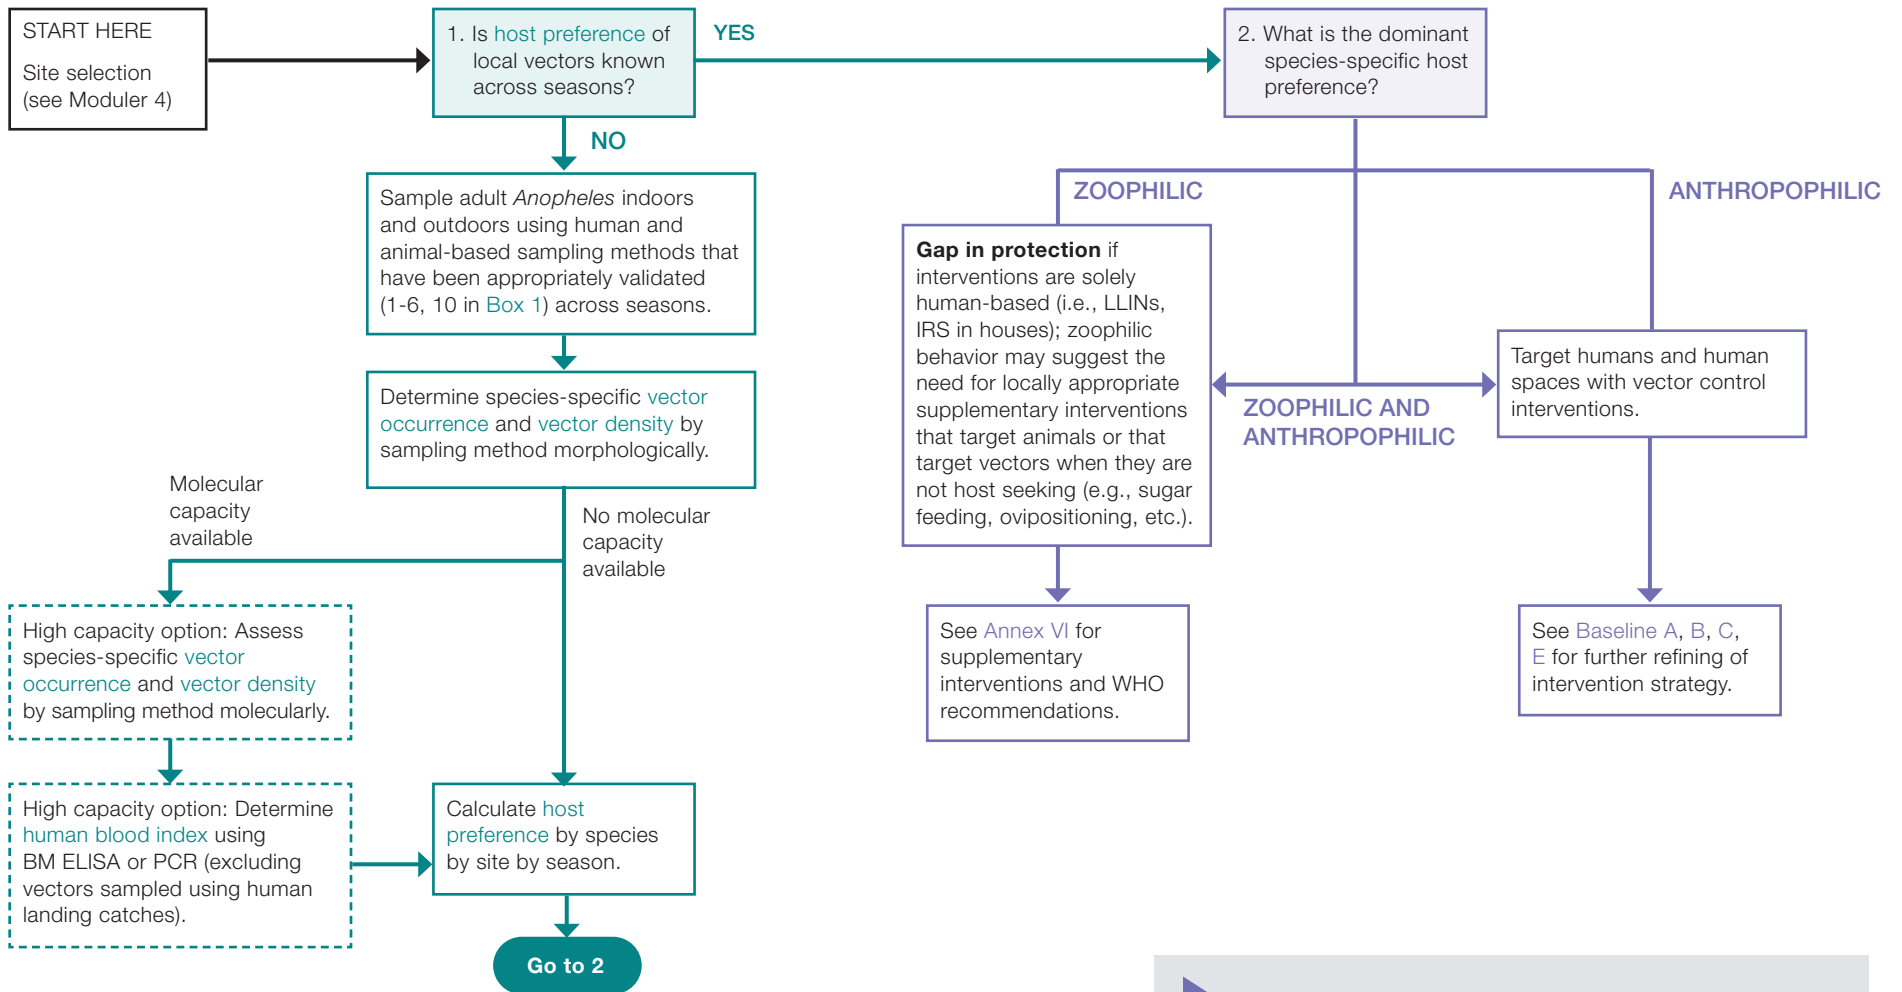 START HERE
Site selection
(see Moduler 4)
1. Is host preference of
local vectors known
across seasons?
YES
2. What is the dominant
species-specific host
preference?
NO
Sample adult Anopheles indoors
and outdoors using human and
animal-based sampling methods that
have been appropriately validated
(1-6, 10 in Box 1) across seasons.
Determine species-specific vector
occurrence and vector density by
sampling method morphologically.
Molecular
capacity
available
No molecular
capacity
available
High capacity option: Assess
species-specific vector
occurrence and vector density
by sampling method molecularly.
High capacity option: Determine
human blood index using
BM ELISA or PCR (excluding
vectors sampled using human
landing catches).
Calculate host
preference by species
by site by season.
Go to 2
ZOOPHILIC
ANTHROPOPHILIC
Gap in protection if
interventions are solely
human-based (i.e., LLINs,
IRS in houses); zoophilic
behavior may suggest the
need for locally appropriate
supplementary interventions
that target animals or that
target vectors when they are
not host seeking (e.g., sugar
feeding, ovipositioning, etc.).
ZOOPHILIC AND
ANTHROPOPHILIC
Target humans and human
spaces with vector control
interventions.
See Annex VI for
supplementary
interventions and WHO
recommendations.
See Baseline A, B, C,
E for further refining of
intervention strategy.